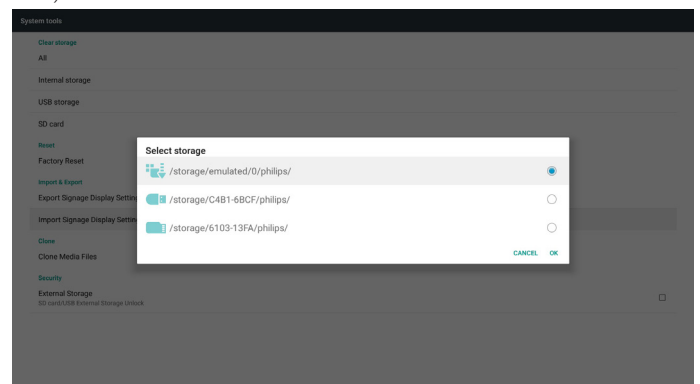 System tools
Clear storage
All
Internal storage
USB storage
SD card
Reset
Factory Reset
Import & Export
Export Signage Display Settin
Import Signage Display Settin
Clone
Clone Media Files
Security
External Storage
SD card/USB External Storage Unlock
Select storage
/storage/emulated/0/philips/
/storage/C4B1-6BCF/philips/
/storage/6103-13FA/philips/
CANCEL OK